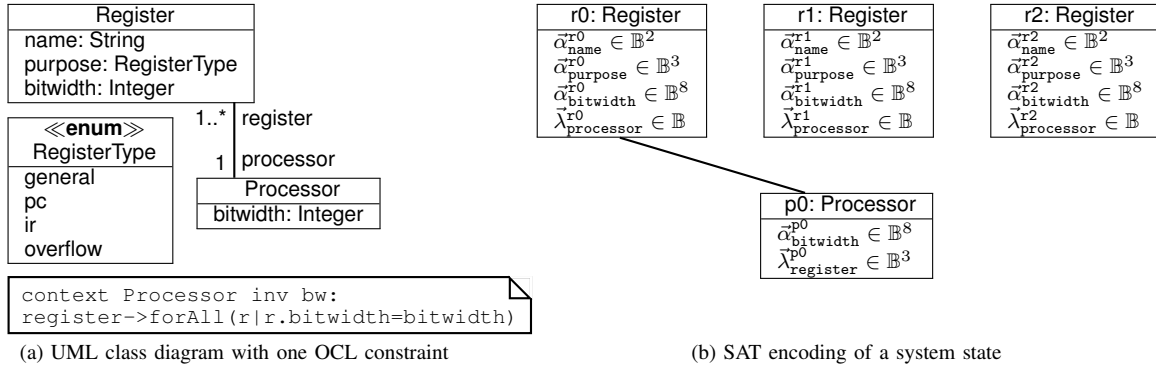 Register
name: String
purpose: RegisterType
bitwidth: Integer
1..* register
1 processor
≪enum≫
RegisterType
general
pc
ir
overflow
Processor
bitwidth: Integer
context Processor inv bw:
register->forAll(r|r.bitwidth=bitwidth)
(a) UML class diagram with one OCL constraint
r0: Register
α⃗^r0_name ∈ 𝔹^2
α⃗^r0_purpose ∈ 𝔹^3
α⃗^r0_bitwidth ∈ 𝔹^8
λ⃗^r0_processor ∈ 𝔹
r1: Register
α⃗^r1_name ∈ 𝔹^2
α⃗^r1_purpose ∈ 𝔹^3
α⃗^r1_bitwidth ∈ 𝔹^8
λ⃗^r1_processor ∈ 𝔹
r2: Register
α⃗^r2_name ∈ 𝔹^2
α⃗^r2_purpose ∈ 𝔹^3
α⃗^r2_bitwidth ∈ 𝔹^8
λ⃗^r2_processor ∈ 𝔹
p0: Processor
α⃗^p0_bitwidth ∈ 𝔹^8
λ⃗^p0_register ∈ 𝔹^3
(b) SAT encoding of a system state